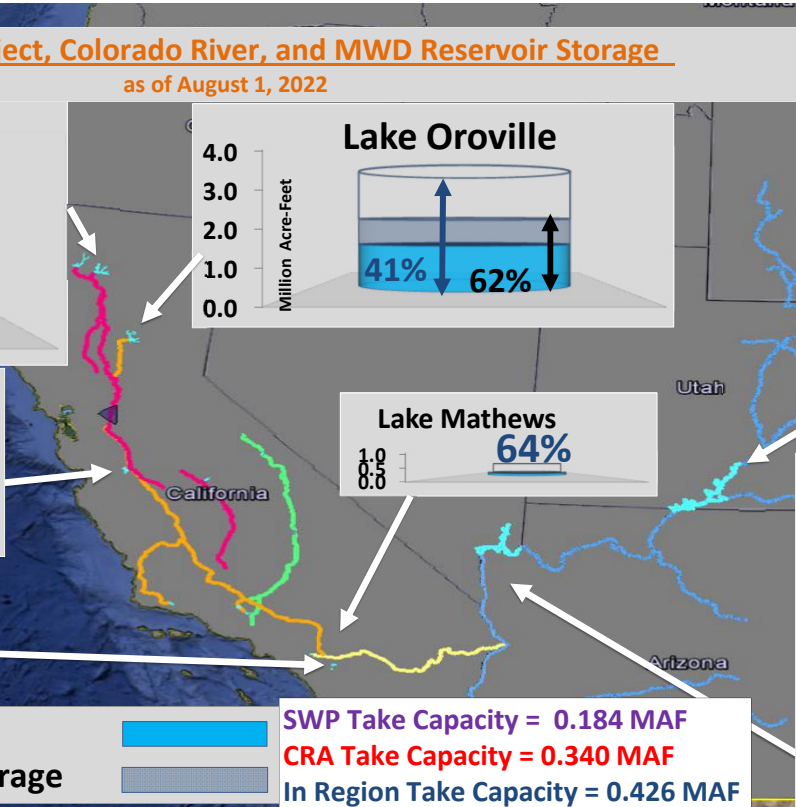 ject, Colorado River, and MWD Reservoir Storage
as of August 1, 2022
Lake Oroville
4.0
3.0
2.0
1.0
0.0
Million Acre-Feet
41%
62%
Utah
Lake Mathews
64%
1.0
0.5
0.0
California
Arizona
SWP Take Capacity = 0.184 MAF
CRA Take Capacity = 0.340 MAF
rage
In Region Take Capacity = 0.426 MAF